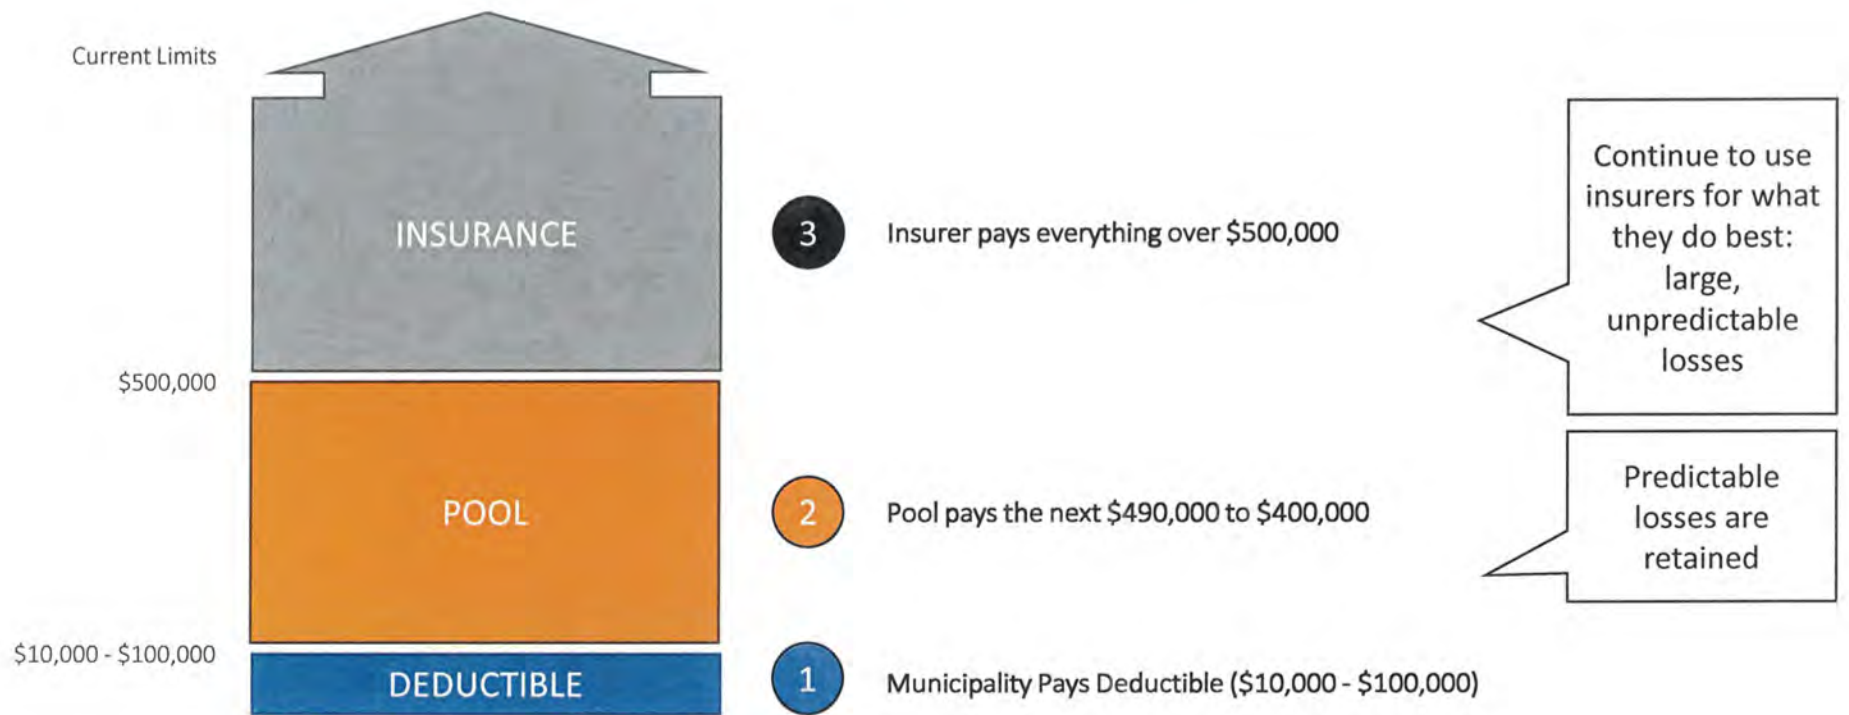 Current Limits
INSURANCE
3
Insurer pays everything over $500,000
Continue to use
insurers for what
they do best:
large,
unpredictable
losses
$500,000
POOL
2
Pool pays the next $490,000 to $400,000
Predictable
losses are
retained
$10,000 - $100,000
DEDUCTIBLE
1
Municipality Pays Deductible ($10,000 - $100,000)